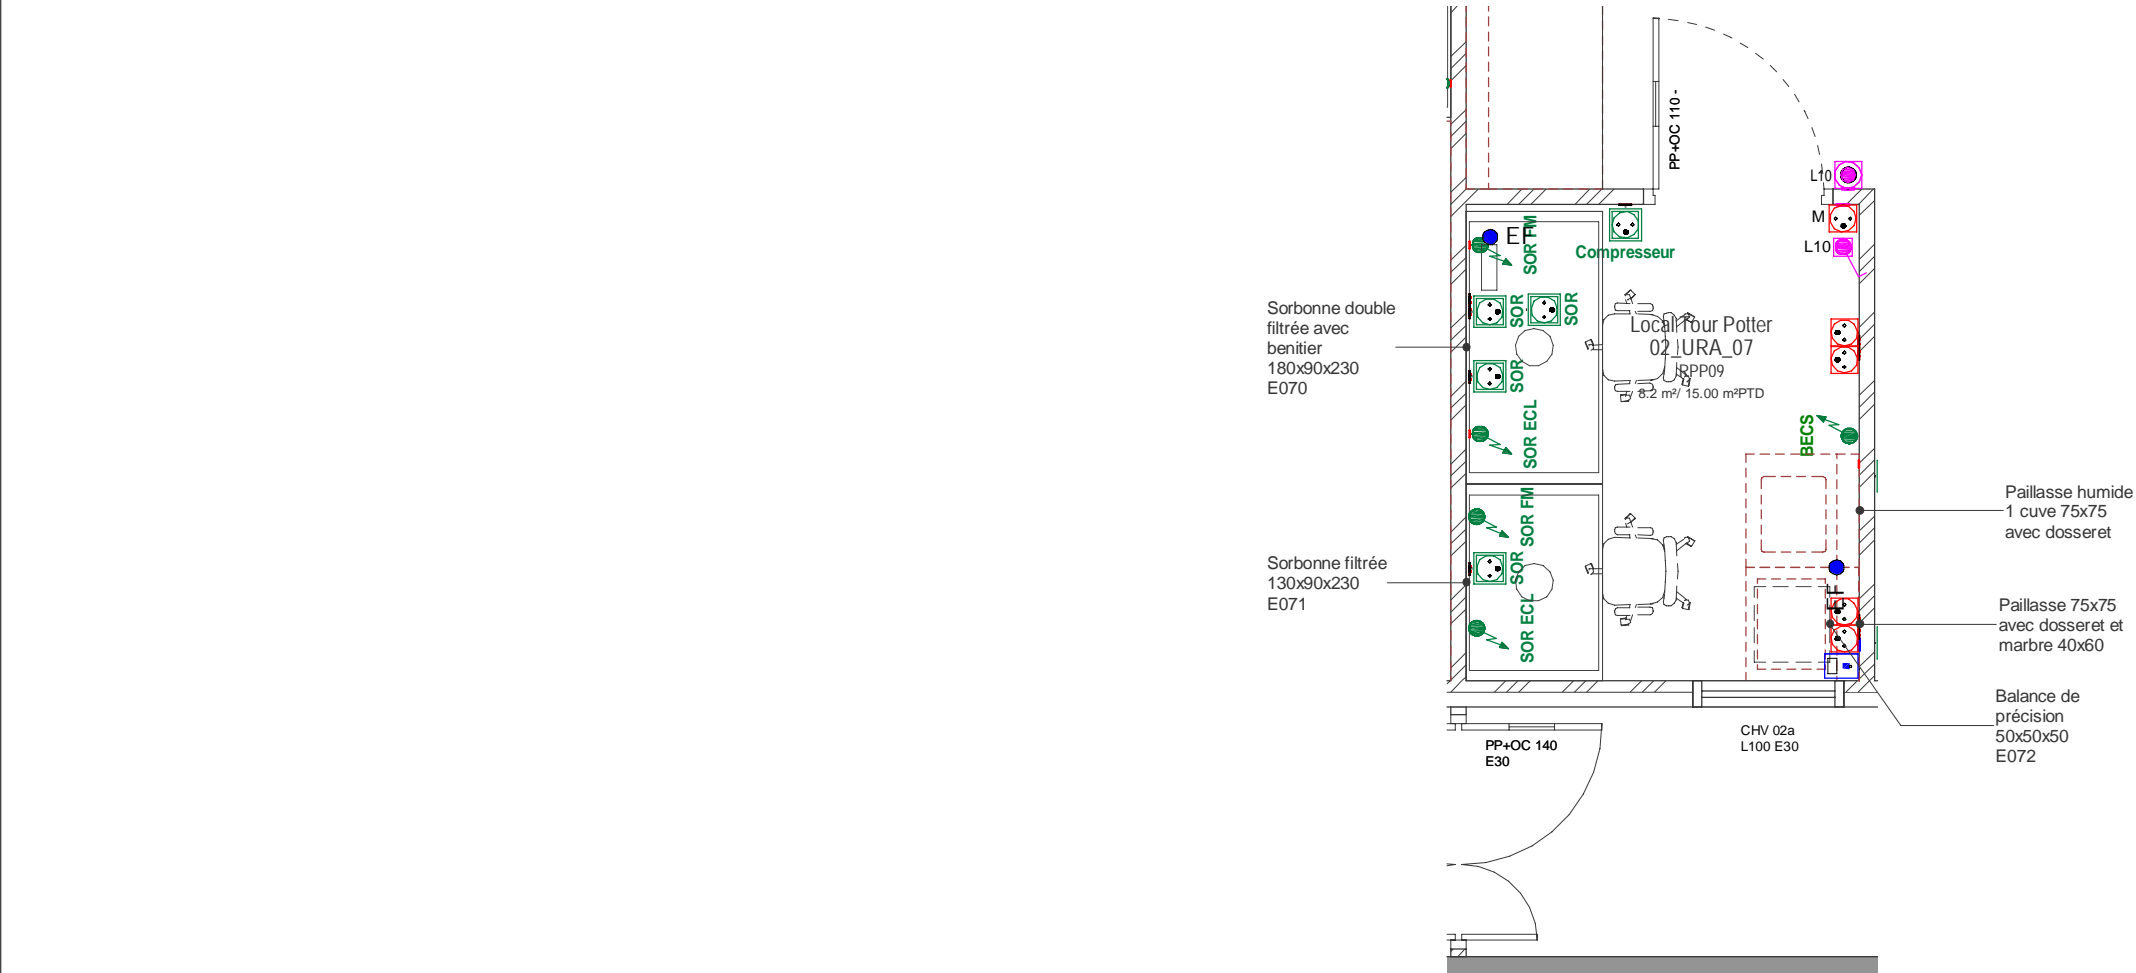 PP+OC 110 -
L10
M
L10
EF
SOR FM
Compresseur
SOR
SOR
SOR
SOR ECL
Sorbonne double
filtrée avec
benitier
180x90x230
E070
Local Tour Potter
02_URA_07
RPP09
8.2 m²/ 15.00 m²PTD
BECS
Paillasse humide
1 cuve 75x75
avec dosseret
SOR FM
SOR
SOR ECL
Sorbonne filtrée
130x90x230
E071
Paillasse 75x75
avec dosseret et
marbre 40x60
Balance de
précision
50x50x50
E072
PP+OC 140
E30
CHV 02a
L100 E30